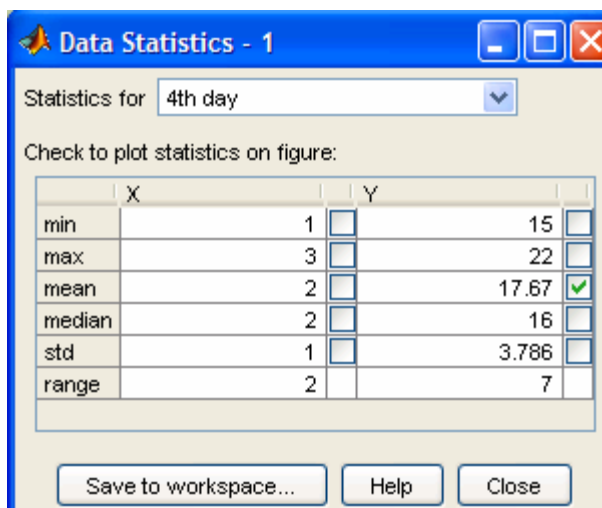 Data Statistics - 1
Statistics for 4th day
Check to plot statistics on figure:
X Y
min 1 15
max 3 22
mean 2 17.67
median 2 16
std 1 3.786
range 2 7
Save to workspace... Help Close